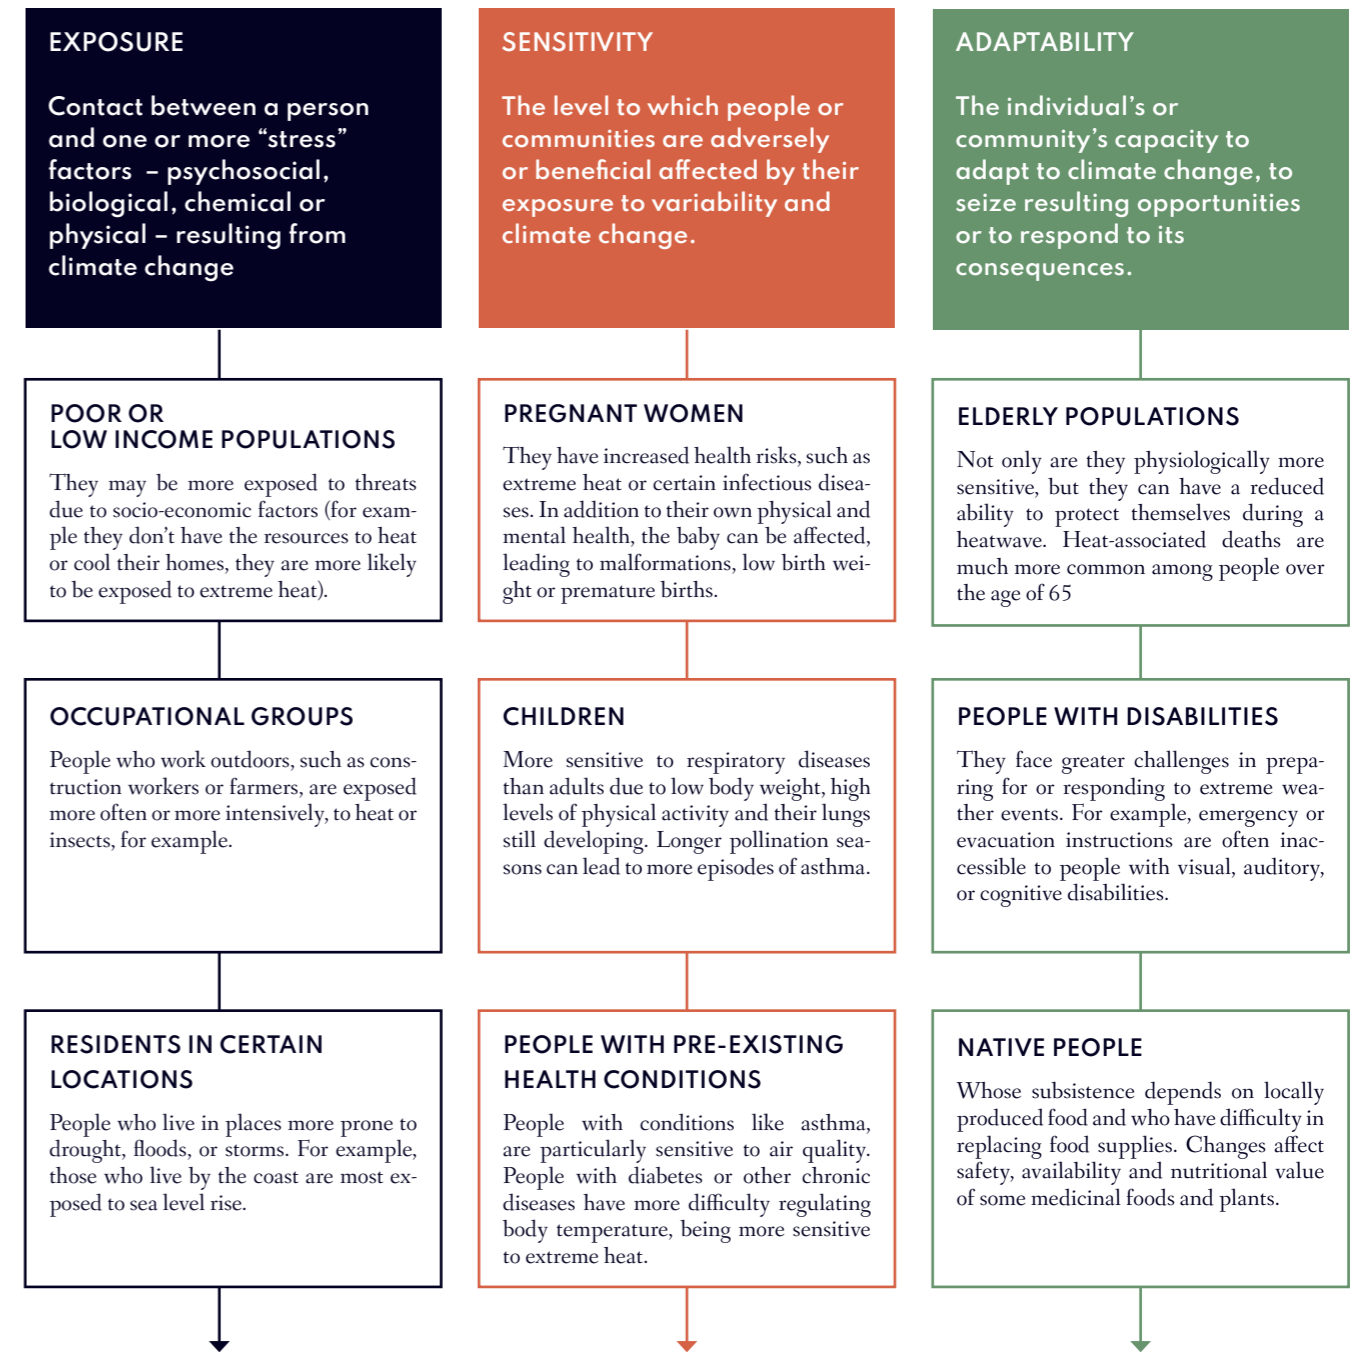 EXPOSURE
Contact between a person
and one or more “stress”
factors – psychosocial,
biological, chemical or
physical – resulting from
climate change
POOR OR
LOW INCOME POPULATIONS
They may be more exposed to threats
due to socio-economic factors (for exam-
ple they don’t have the resources to heat
or cool their homes, they are more likely
to be exposed to extreme heat).
OCCUPATIONAL GROUPS
People who work outdoors, such as cons-
truction workers or farmers, are exposed
more often or more intensively, to heat or
insects, for example.
RESIDENTS IN CERTAIN
LOCATIONS
People who live in places more prone to
drought, floods, or storms. For example,
those who live by the coast are most ex-
posed to sea level rise.
SENSITIVITY
The level to which people or
communities are adversely
or beneficial affected by their
exposure to variability and
climate change.
PREGNANT WOMEN
They have increased health risks, such as
extreme heat or certain infectious disea-
ses. In addition to their own physical and
mental health, the baby can be affected,
leading to malformations, low birth wei-
ght or premature births.
CHILDREN
More sensitive to respiratory diseases
than adults due to low body weight, high
levels of physical activity and their lungs
still developing. Longer pollination sea-
sons can lead to more episodes of asthma.
PEOPLE WITH PRE-EXISTING
HEALTH CONDITIONS
People with conditions like asthma,
are particularly sensitive to air quality.
People with diabetes or other chronic
diseases have more difficulty regulating
body temperature, being more sensitive
to extreme heat.
ADAPTABILITY
The individual’s or
community’s capacity to
adapt to climate change, to
seize resulting opportunities
or to respond to its
consequences.
ELDERLY POPULATIONS
Not only are they physiologically more
sensitive, but they can have a reduced
ability to protect themselves during a
heatwave. Heat-associated deaths are
much more common among people over
the age of 65
PEOPLE WITH DISABILITIES
They face greater challenges in prepa-
ring for or responding to extreme wea-
ther events. For example, emergency or
evacuation instructions are often inac-
cessible to people with visual, auditory,
or cognitive disabilities.
NATIVE PEOPLE
Whose subsistence depends on locally
produced food and who have difficulty in
replacing food supplies. Changes affect
safety, availability and nutritional value
of some medicinal foods and plants.